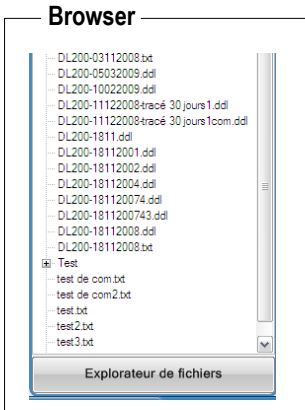 Browser
DL200-03112008.txt
DL200-05032009.ddl
DL200-10022009.ddl
DL200-11122008-tracé 30 jours1.ddl
DL200-11122008-tracé 30 jours1com.ddl
DL200-1811.ddl
DL200-18112001.ddl
DL200-18112002.ddl
DL200-18112004.ddl
DL200-181120074.ddl
DL200-1811200743.ddl
DL200-18112008.ddl
DL200-18112008.txt
Test
test de com.txt
test de com2.txt
test.txt
test2.txt
test3.txt
Explorateur de fichiers